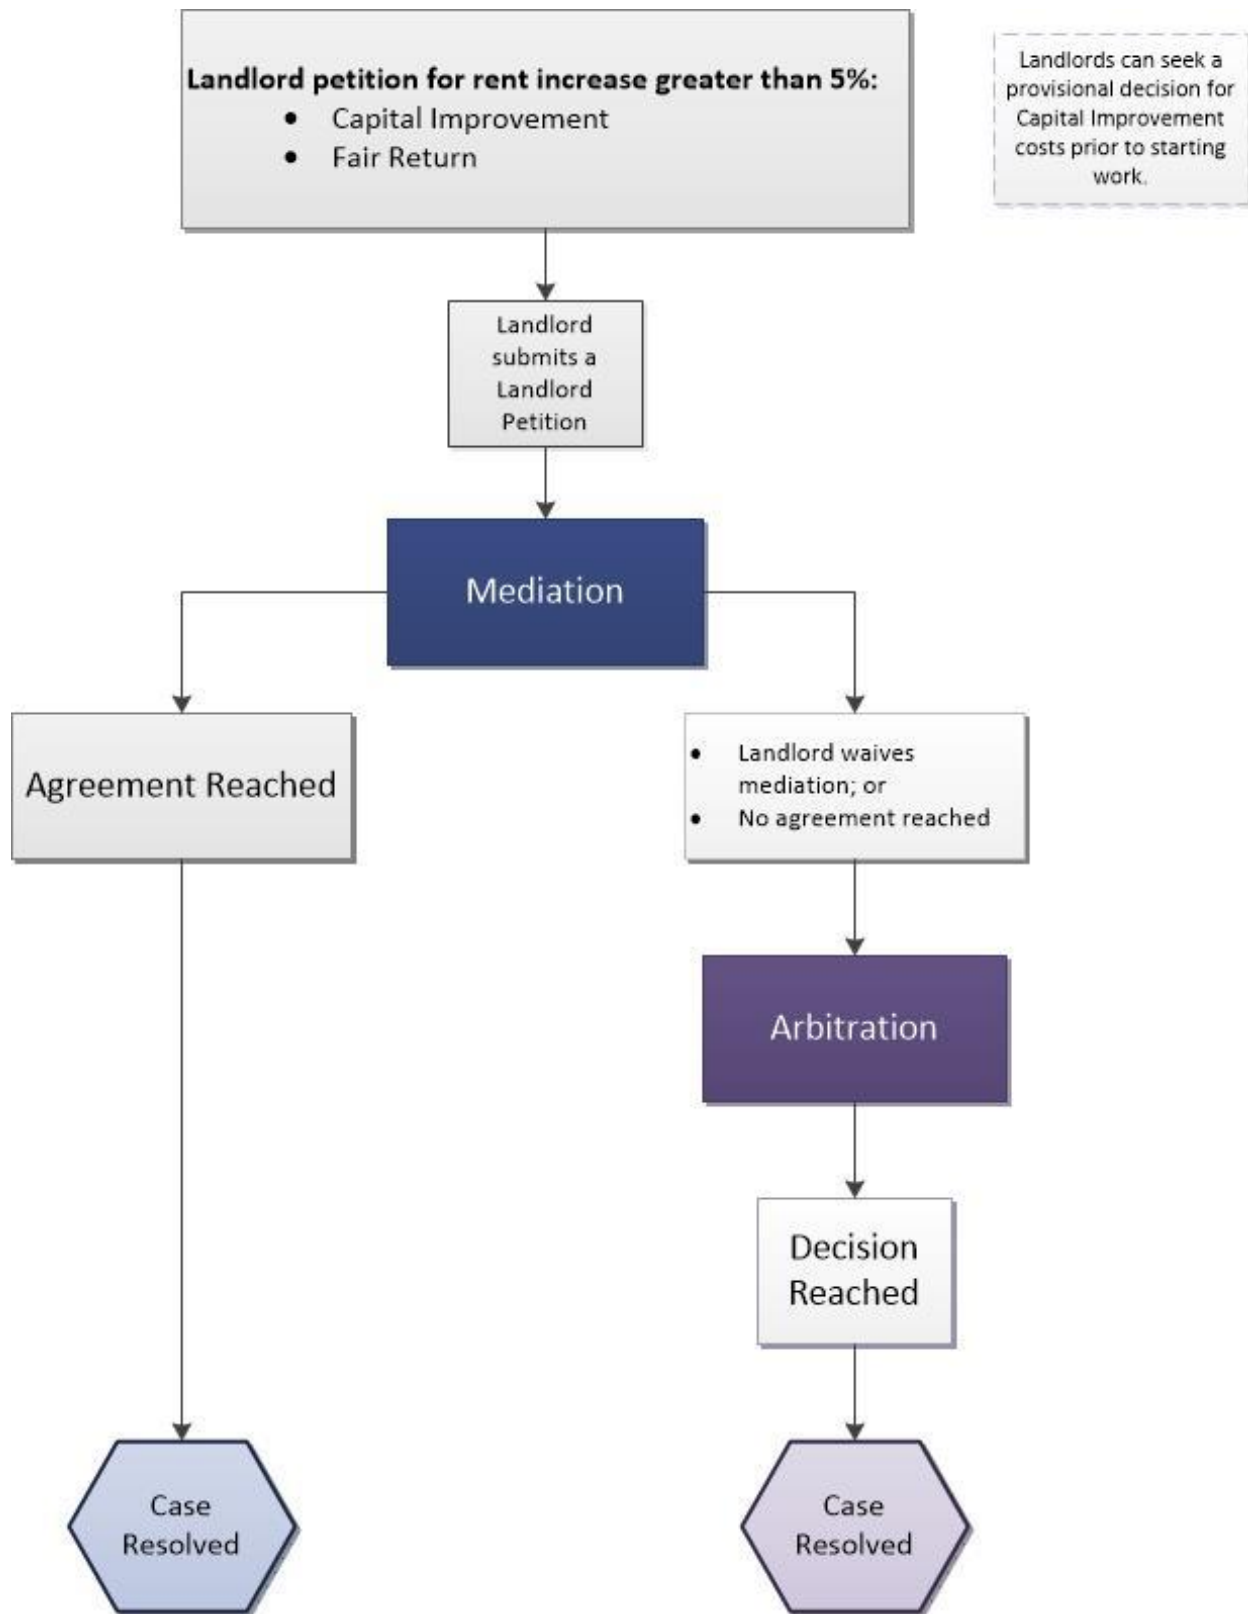 Landlord petition for rent increase greater than 5%:
• Capital Improvement
• Fair Return
Landlords can seek a
provisional decision for
Capital Improvement
costs prior to starting
work.
Landlord
submits a
Landlord
Petition
Mediation
Agreement Reached
• Landlord waives
mediation; or
• No agreement reached
Arbitration
Decision
Reached
Case
Resolved
Case
Resolved